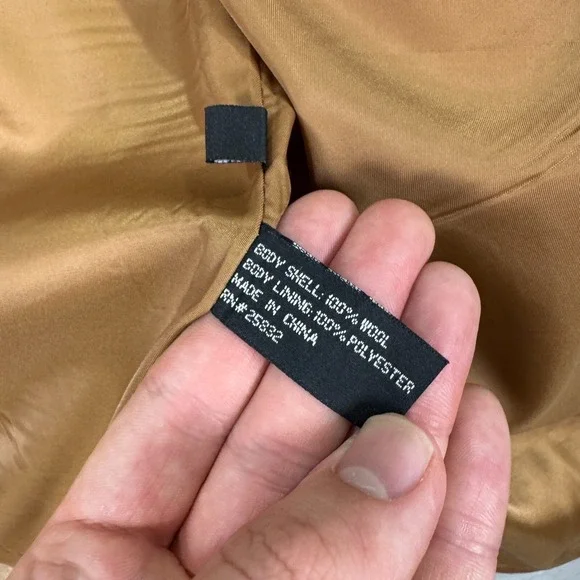 BODY SHELL: 100% WOOL
BODY LINING: 100% POLYESTER
MADE IN CHINA
RN# 25832